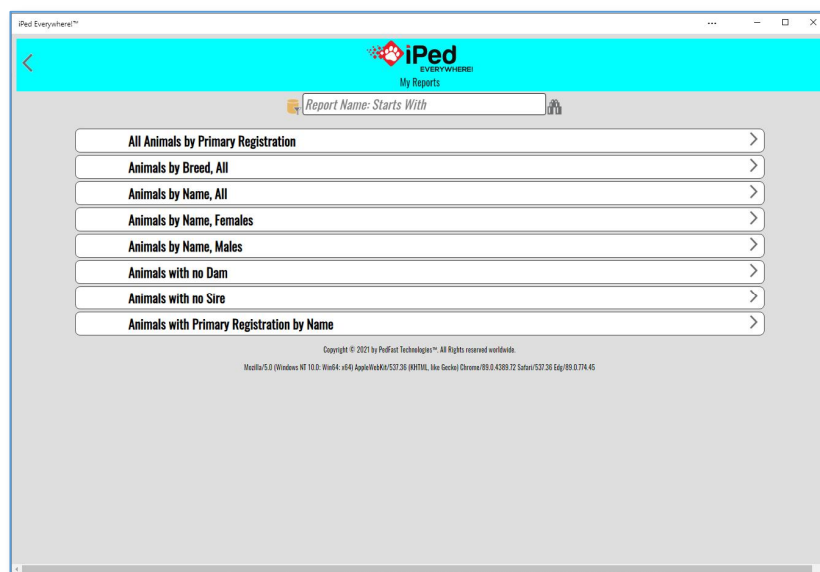 iPed Everywhere!™
iPed
EVERYWHERE!
My Reports
Report Name: Starts With
All Animals by Primary Registration
Animals by Breed, All
Animals by Name, All
Animals by Name, Females
Animals by Name, Males
Animals with no Dam
Animals with no Sire
Animals with Primary Registration by Name
Copyright © 2021 by PedFast Technologies™. All Rights reserved worldwide.
Mozilla/5.0 (Windows NT 10.0; Win64; x64) AppleWebKit/537.36 (KHTML, like Gecko) Chrome/89.0.4389.72 Safari/537.36 Edg/89.0.774.45